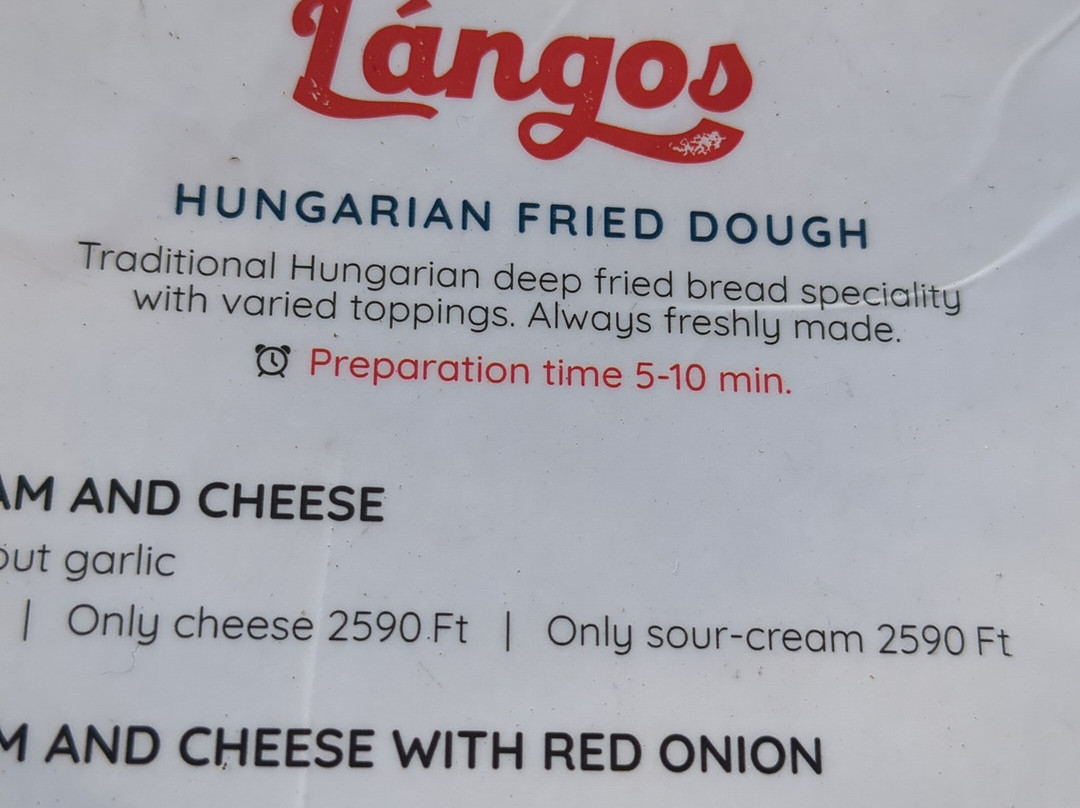 Lángos
HUNGARIAN FRIED DOUGH
Traditional Hungarian deep fried bread speciality
with varied toppings. Always freshly made.
Preparation time 5-10 min.
AND CHEESE
garlic
| Only cheese 2590 Ft | Only sour-cream 2590 Ft
AND CHEESE WITH RED ONION